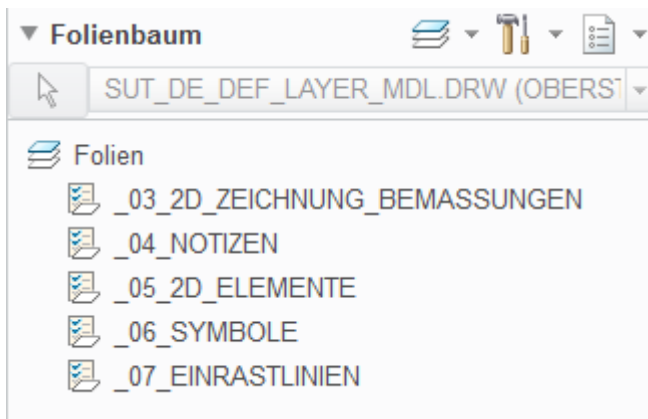 Folienbaum
SUT_DE_DEF_LAYER_MDL.DRW (OBERST
Folien
_03_2D_ZEICHNUNG_BEMASSUNGEN
_04_NOTIZEN
_05_2D_ELEMENTE
_06_SYMBOLE
_07_EINRASTLINIEN